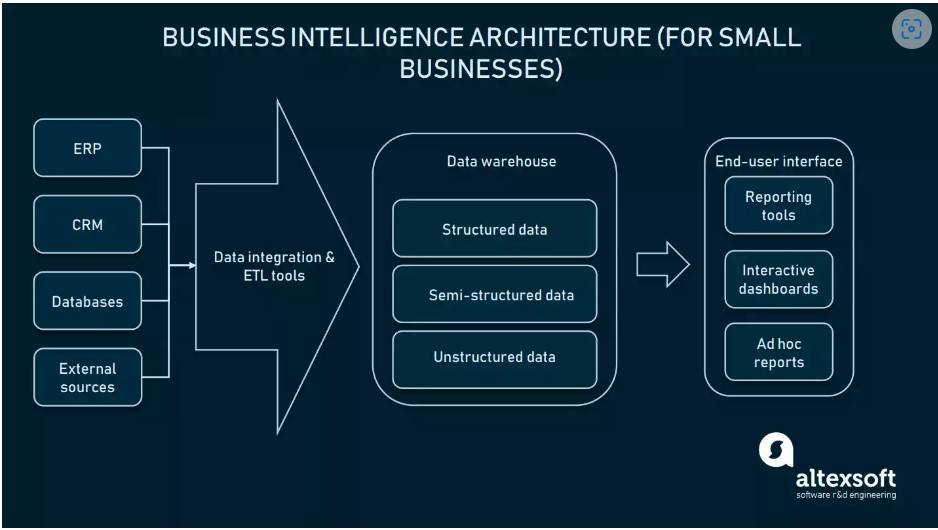 BUSINESS INTELLIGENCE ARCHITECTURE (FOR SMALL
BUSINESSES)
ERP
CRM
Databases
External
sources
Data integration &
ETL tools
Data warehouse
Structured data
Semi-structured data
Unstructured data
End-user interface
Reporting
tools
Interactive
dashboards
Ad hoc
reports
altexsoft
software r&d engineering